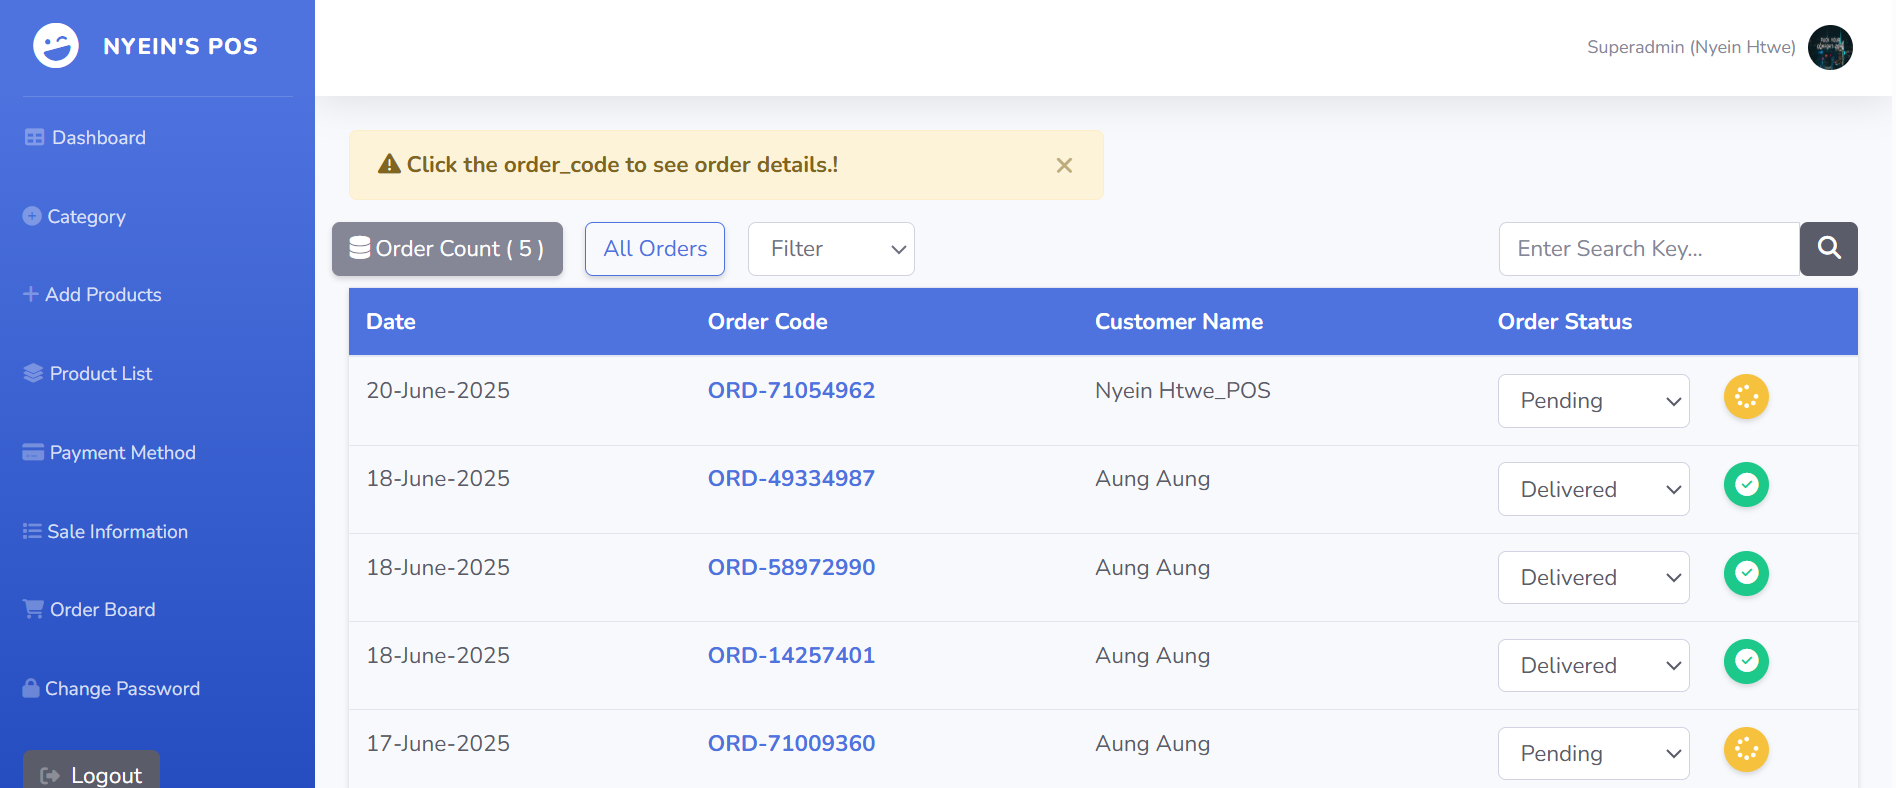 NYEIN'S POS
Superadmin (Nyein Htwe)
Dashboard
Category
Add Products
Product List
Payment Method
Sale Information
Order Board
Change Password
Logout
Click the order_code to see order details.!
Order Count ( 5 ) All Orders Filter Enter Search Key...
Date Order Code Customer Name Order Status
20-June-2025 ORD-71054962 Nyein Htwe_POS Pending
18-June-2025 ORD-49334987 Aung Aung Delivered
18-June-2025 ORD-58972990 Aung Aung Delivered
18-June-2025 ORD-14257401 Aung Aung Delivered
17-June-2025 ORD-71009360 Aung Aung Pending